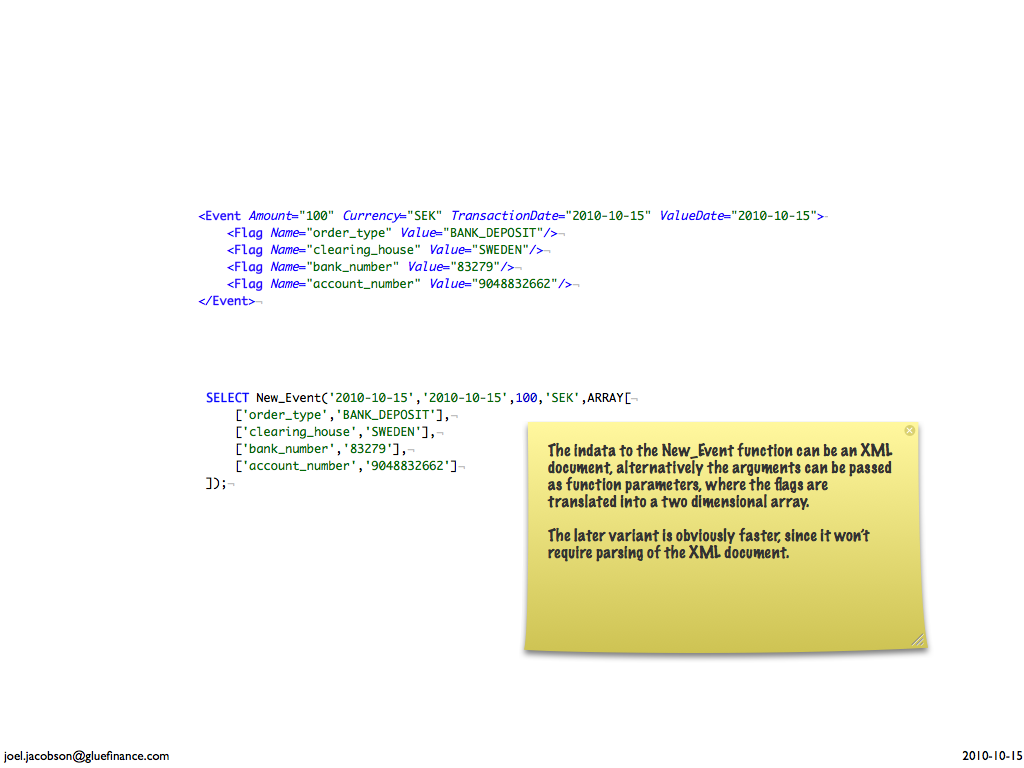 <Event Amount="100" Currency="SEK" TransactionDate="2010-10-15" ValueDate="2010-10-15">¬
<Flag Name="order_type" Value="BANK_DEPOSIT"/>¬
<Flag Name="clearing_house" Value="SWEDEN"/>¬
<Flag Name="bank_number" Value="83279"/>¬
<Flag Name="account_number" Value="9048832662"/>¬
</Event>¬
SELECT New_Event('2010-10-15','2010-10-15',100,'SEK',ARRAY[¬
['order_type','BANK_DEPOSIT'],¬
['clearing_house','SWEDEN'],¬
['bank_number','83279'],¬
['account_number','9048832662']¬
]);¬
The indata to the New_Event function can be an XML
document, alternatively the arguments can be passed
as function parameters, where the flags are
translated into a two dimensional array.
The later variant is obviously faster, since it won't
require parsing of the XML document.
joel.jacobson@gluefinance.com
2010-10-15